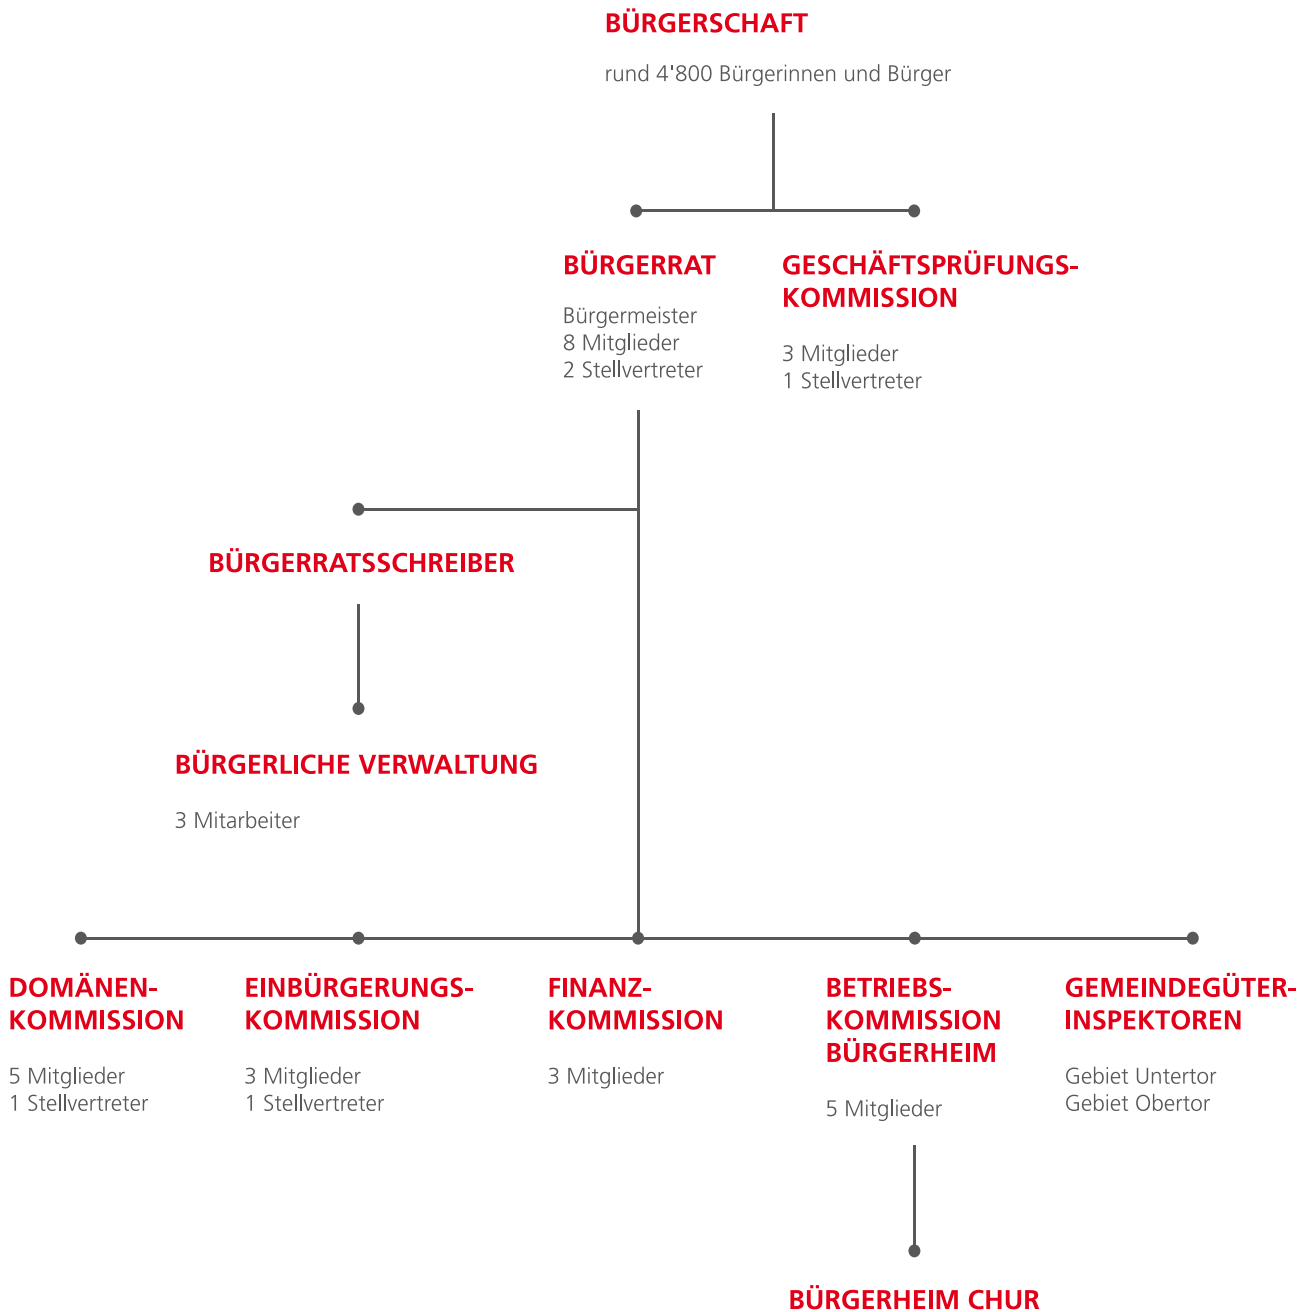 BÜRGERSCHAFT
rund 4'800 Bürgerinnen und Bürger
BÜRGERRAT
Bürgermeister
8 Mitglieder
2 Stellvertreter
GESCHÄFTSPRÜFUNGS-
KOMMISSION
3 Mitglieder
1 Stellvertreter
BÜRGERRATSSCHREIBER
BÜRGERLICHE VERWALTUNG
3 Mitarbeiter
DOMÄNEN-
KOMMISSION
5 Mitglieder
1 Stellvertreter
EINBÜRGERUNGS-
KOMMISSION
3 Mitglieder
1 Stellvertreter
FINANZ-
KOMMISSION
3 Mitglieder
BETRIEBS-
KOMMISSION
BÜRGERHEIM
5 Mitglieder
GEMEINDEGÜTER-
INSPEKTOREN
Gebiet Untertor
Gebiet Obertor
BÜRGERHEIM CHUR